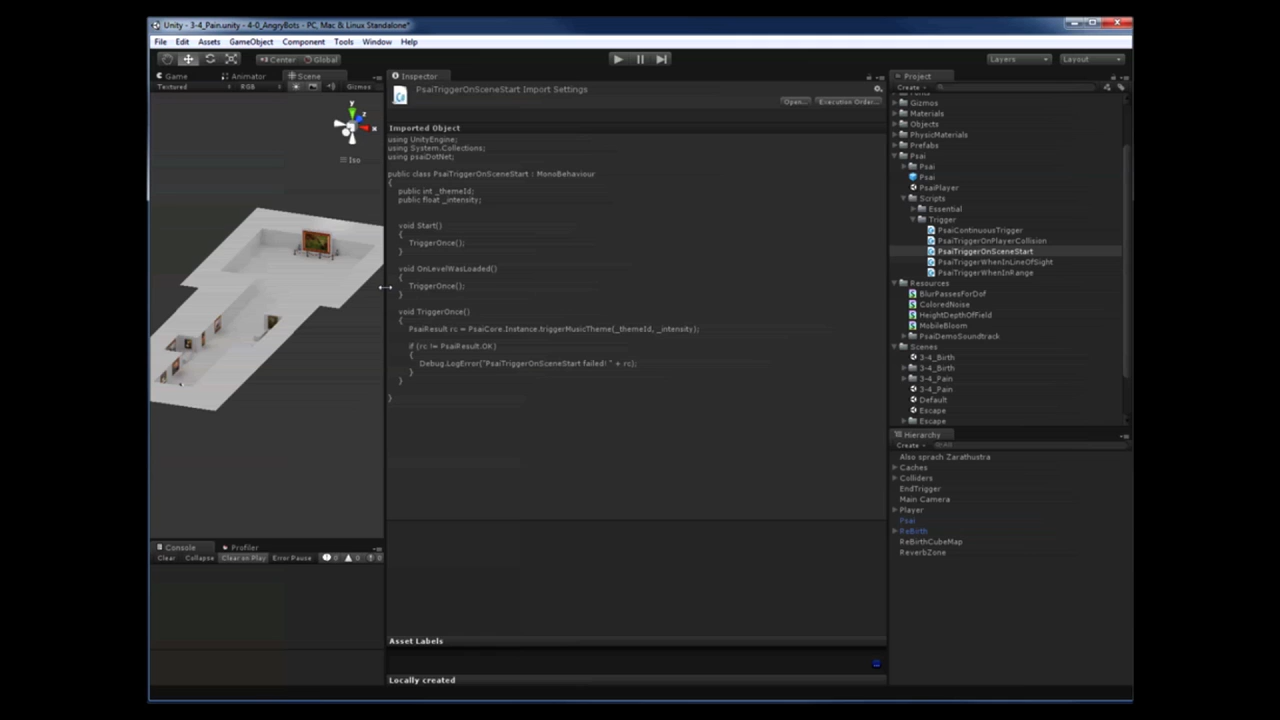 Unity - 3-4_Pain.unity - 4-0_AngryBots - PC, Mac & Linux Standalone*
File Edit Assets GameObject Component Tools Window Help
Center Global
Layers Layout
Game Animator Scene
Textured RGB Gizmos
y
z
x
Iso
Console Profiler
Clear Collapse Clear on Play Error Pause 0 0 0
Inspector
PsaiTriggerOnSceneStart Import Settings
Open... Execution Order...
Imported Object
using UnityEngine;
using System.Collections;
using psaiDotNet;
public class PsaiTriggerOnSceneStart : MonoBehaviour
{
public int _themeId;
public float _intensity;
void Start()
{
TriggerOnce();
}
void OnLevelWasLoaded()
{
TriggerOnce();
}
void TriggerOnce()
{
PsaiResult rc = PsaiCore.Instance.triggerMusicTheme(_themeId, _intensity);
if (rc != PsaiResult.OK)
{
Debug.LogError("PsaiTriggerOnSceneStart failed! " + rc);
}
}
}
Asset Labels
Locally created
Project
Create
Gizmos
Materials
Objects
PhysicMaterials
Prefabs
Psai
Psai
Psai
PsaiPlayer
Scripts
Essential
Trigger
PsaiContinuousTrigger
PsaiTriggerOnPlayerCollision
PsaiTriggerOnSceneStart
PsaiTriggerWhenInLineOfSight
PsaiTriggerWhenInRange
Resources
BlurPassesForDof
ColoredNoise
HeightDepthOfField
MobileBloom
PsaiDemoSoundtrack
Scenes
3-4_Birth
3-4_Birth
3-4_Pain
3-4_Pain
Default
Escape
Escape
Hierarchy
Create All
Also sprach Zarathustra
Caches
Colliders
EndTrigger
Main Camera
Player
Psai
ReBirth
ReBirthCubeMap
ReverbZone